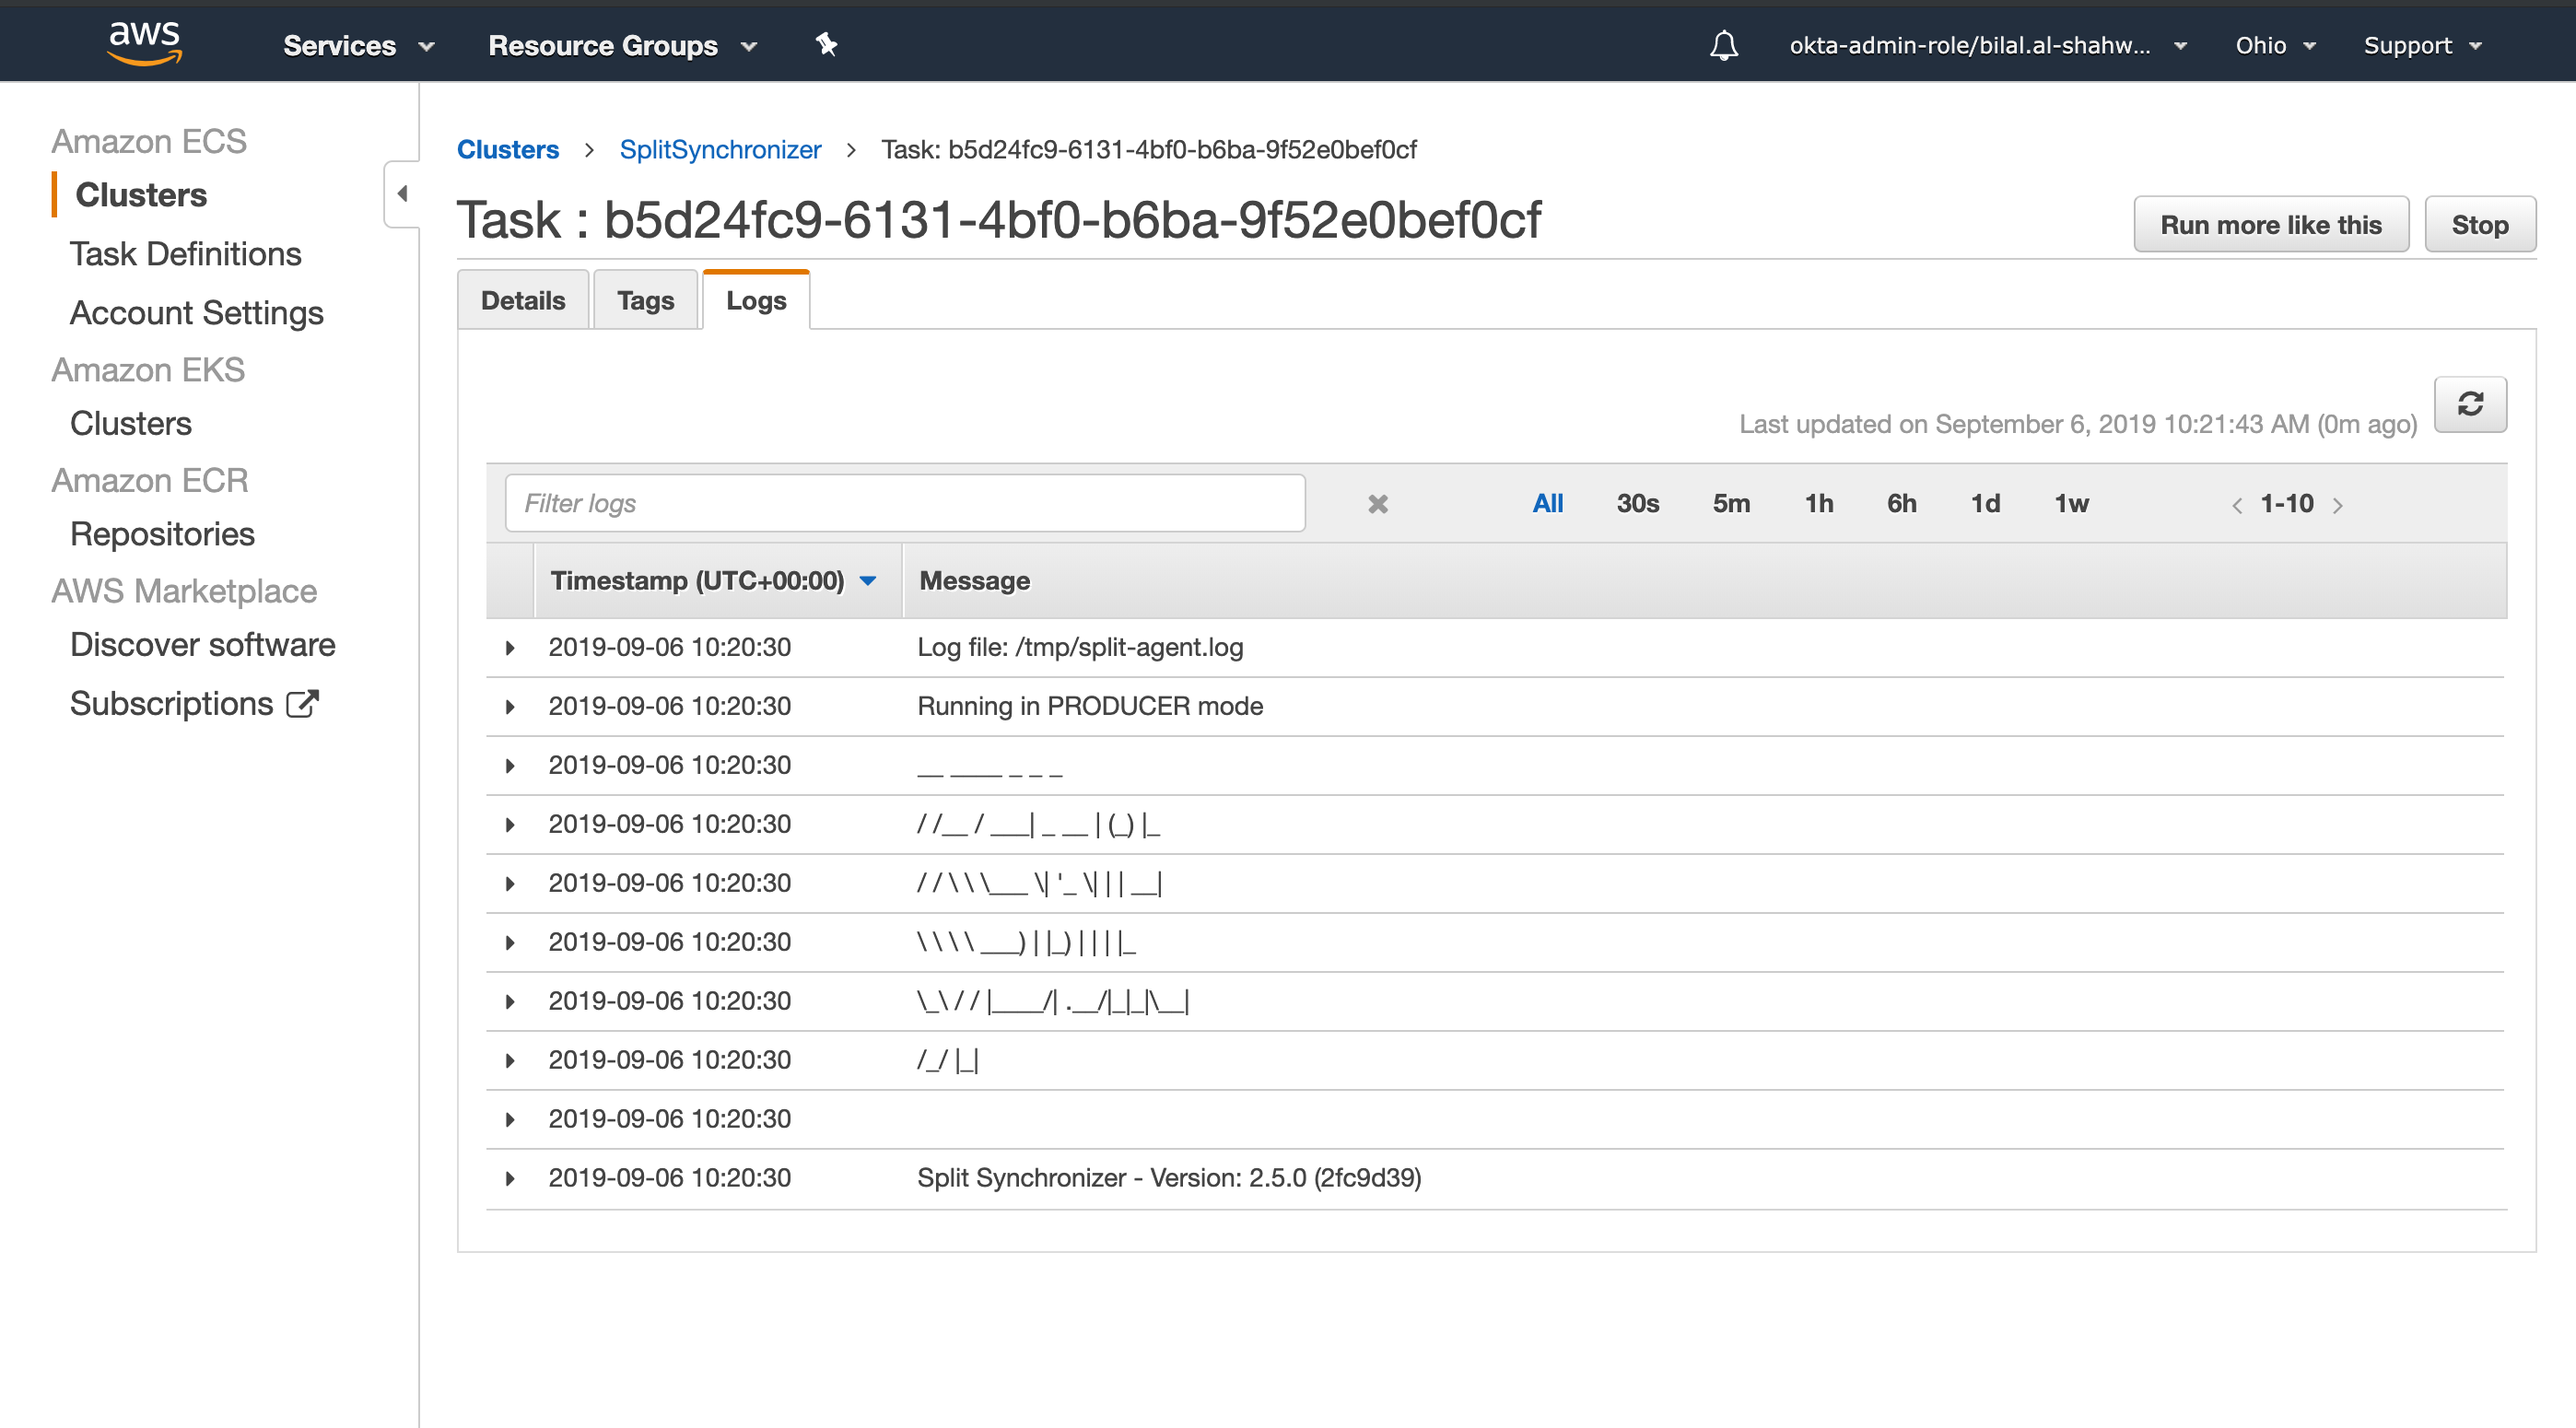 aws Services Resource Groups okta-admin-role/bilal.al-shahw... Ohio Support
Amazon ECS
Clusters
Task Definitions
Account Settings
Amazon EKS
Clusters
Amazon ECR
Repositories
AWS Marketplace
Discover software
Subscriptions
Clusters > SplitSynchronizer > Task: b5d24fc9-6131-4bf0-b6ba-9f52e0bef0cf
Task : b5d24fc9-6131-4bf0-b6ba-9f52e0bef0cf
Run more like this Stop
Details Tags Logs
Last updated on September 6, 2019 10:21:43 AM (0m ago)
Filter logs All 30s 5m 1h 6h 1d 1w < 1-10 >
Timestamp (UTC+00:00) Message
2019-09-06 10:20:30 Log file: /tmp/split-agent.log
2019-09-06 10:20:30 Running in PRODUCER mode
2019-09-06 10:20:30 __ ____ _ _ _
2019-09-06 10:20:30 / /__ / ___| _ __ | (_) |_
2019-09-06 10:20:30 / / \ \ \___ \| '_ \| | | __|
2019-09-06 10:20:30 \ \ \ \ ___) | |_) | | | |_
2019-09-06 10:20:30 \_\ / / |____/| .__/|_|_|\__|
2019-09-06 10:20:30 /_/ |_|
2019-09-06 10:20:30
2019-09-06 10:20:30 Split Synchronizer - Version: 2.5.0 (2fc9d39)